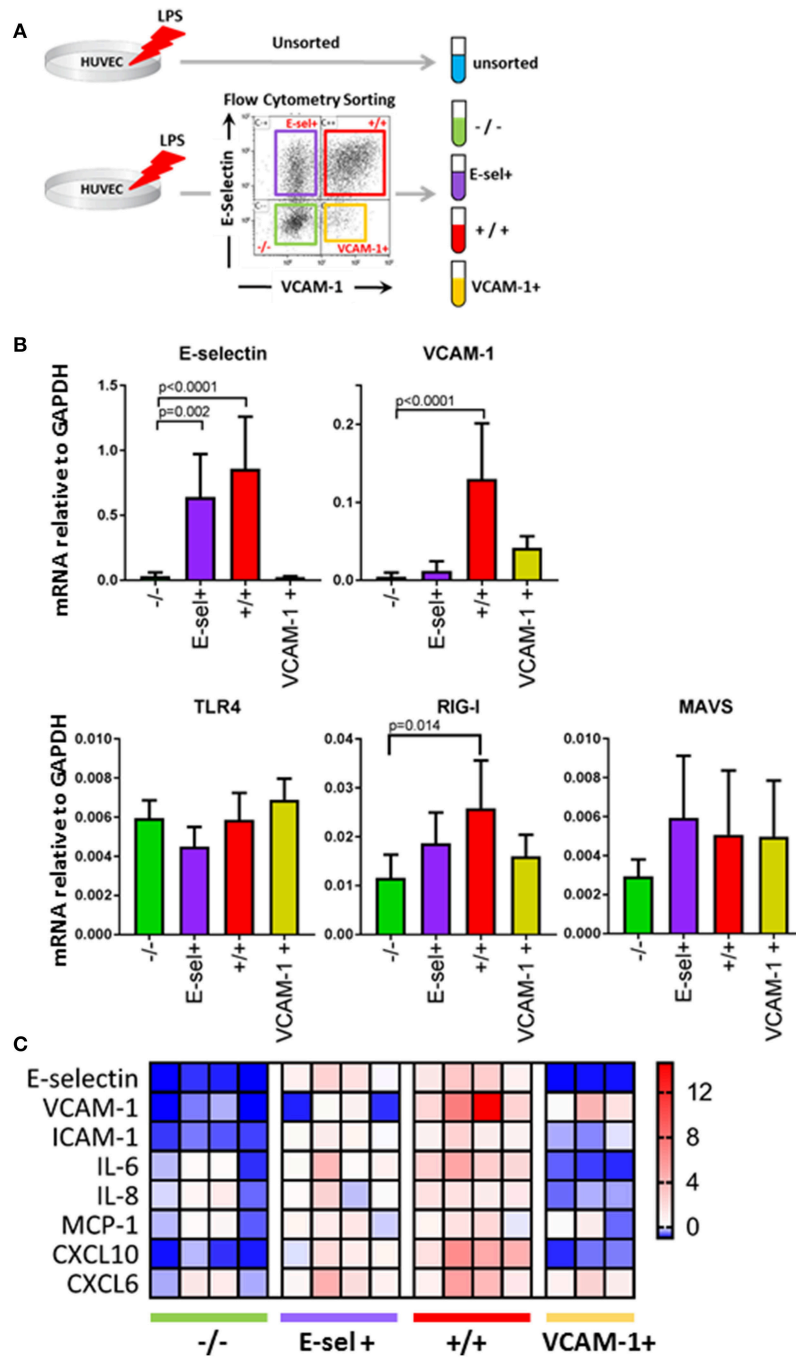 A
LPS
HUVEC
Unsorted
unsorted
Flow Cytometry Sorting
- / -
LPS
HUVEC
E-Selectin
E-sel+
+/+
-/-
VCAM-1+
VCAM-1
E-sel+
+ / +
VCAM-1+
B
E-selectin
VCAM-1
mRNA relative to GAPDH
1.5
1.0
0.5
0.0
p<0.0001
p=0.002
-/-
E-sel+
+/+
VCAM-1 +
0.2
0.1
0.0
p<0.0001
-/-
E-sel+
+/+
VCAM-1 +
TLR4
RIG-I
MAVS
mRNA relative to GAPDH
0.010
0.008
0.006
0.004
0.002
0.000
-/-
E-sel+
+/+
VCAM-1 +
0.04
0.03
0.02
0.01
0.00
p=0.014
-/-
E-sel+
+/+
VCAM-1 +
0.010
0.008
0.006
0.004
0.002
0.000
-/-
E-sel+
+/+
VCAM-1 +
C
E-selectin
VCAM-1
ICAM-1
IL-6
IL-8
MCP-1
CXCL10
CXCL6
12
8
4
0
-/-
E-sel +
+/+
VCAM-1+